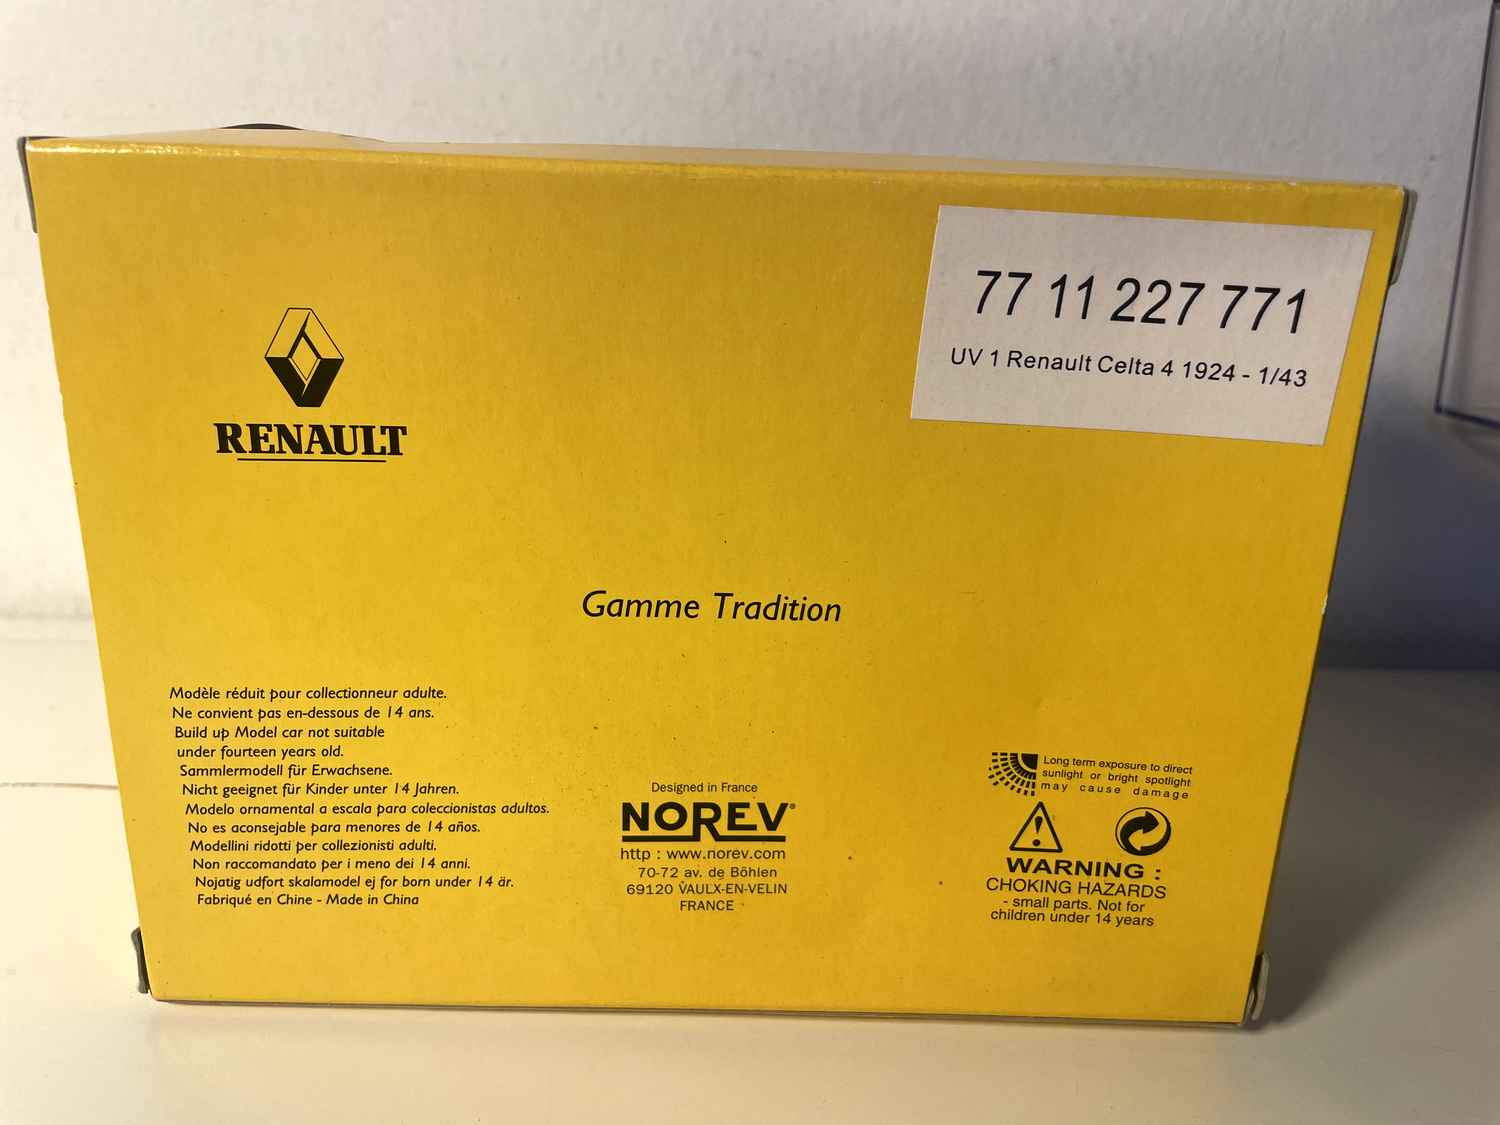 77 11 227 771
UV 1 Renault Celta 4 1924 - 1/43
RENAULT
Gamme Tradition
Modèle réduit pour collectionneur adulte.
Ne convient pas en-dessous de 14 ans.
Build up Model car not suitable
under fourteen years old.
Sammlermodell für Erwachsene.
Nicht geeignet für Kinder unter 14 Jahren.
Modelo ornamental a escala para coleccionistas adultos.
No es aconsejable para menores de 14 años.
Modellini ridotti per collezionisti adulti.
Non raccomandato per i meno dei 14 anni.
Nojatig udfort skalamodel ej for born under 14 är.
Fabriqué en Chine - Made in China
Designed in France
NOREV®
http : www.norev.com
70-72 av. de Böhlen
69120 VAULX-EN-VELIN
FRANCE
Long term exposure to direct
sunlight or bright spotlight
may cause damage
WARNING :
CHOKING HAZARDS
- small parts. Not for
children under 14 years